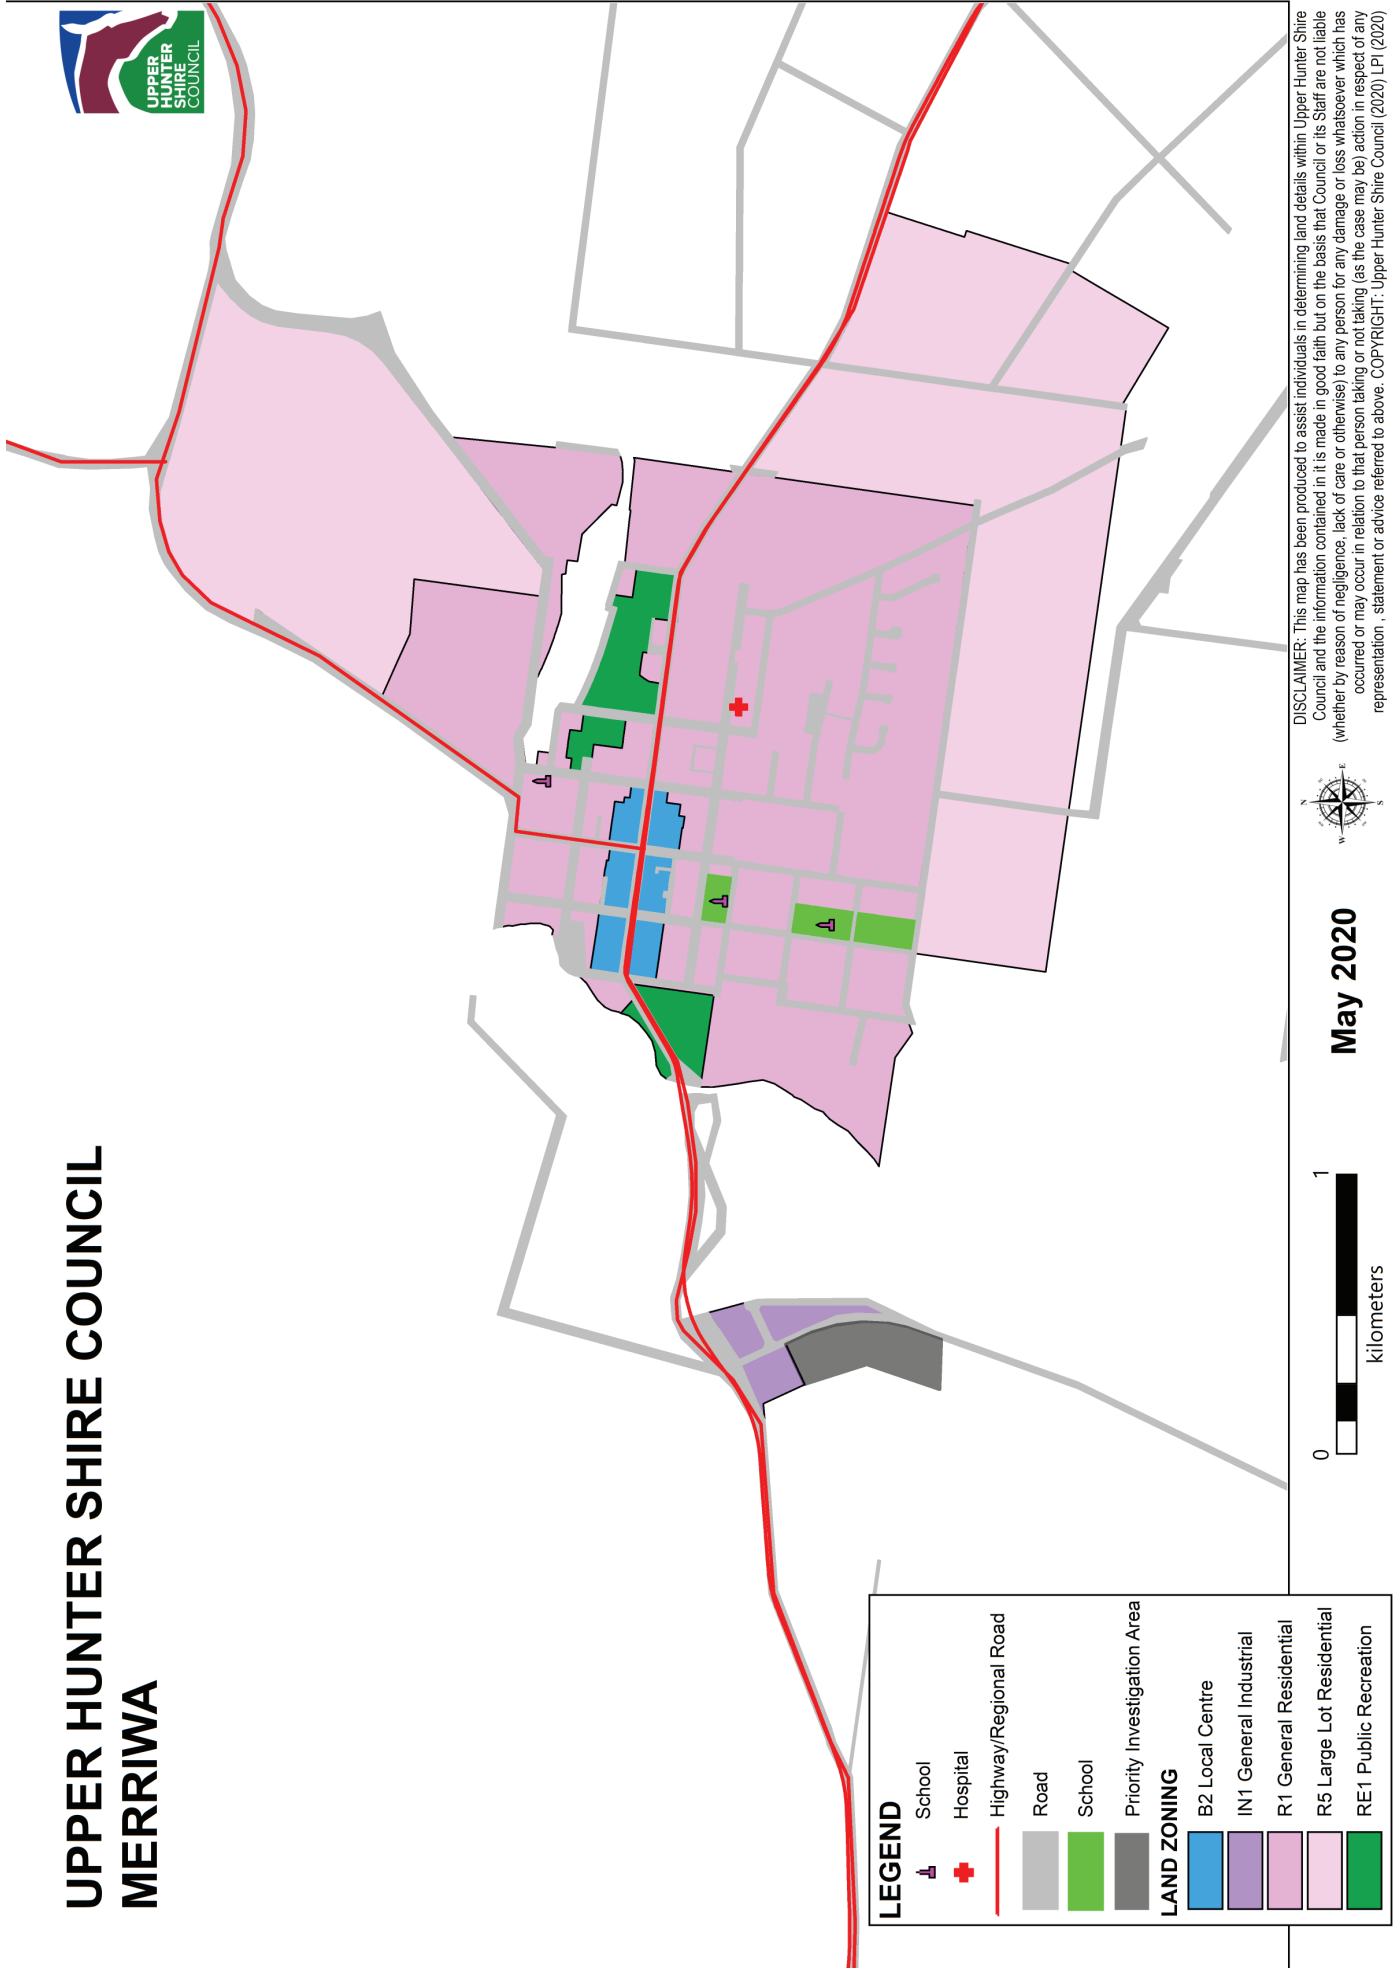 UPPER HUNTER SHIRE COUNCIL
MERRIWA
UPPER
HUNTER
SHIRE
COUNCIL
LEGEND
School
Hospital
Highway/Regional Road
Road
School
Priority Investigation Area
LAND ZONING
B2 Local Centre
IN1 General Industrial
R1 General Residential
R5 Large Lot Residential
RE1 Public Recreation
0 1
kilometers
May 2020
N
W E
S
DISCLAIMER: This map has been produced to assist individuals in determining land details within Upper Hunter Shire
Council and the information contained in it is made in good faith but on the basis that Council or its Staff are not liable
(whether by reason of negligence, lack of care or otherwise) to any person for any damage or loss whatsoever which has
occurred or may occur in relation to that person taking or not taking (as the case may be) action in respect of any
representation , statement or advice referred to above. COPYRIGHT: Upper Hunter Shire Council (2020) LPI (2020)